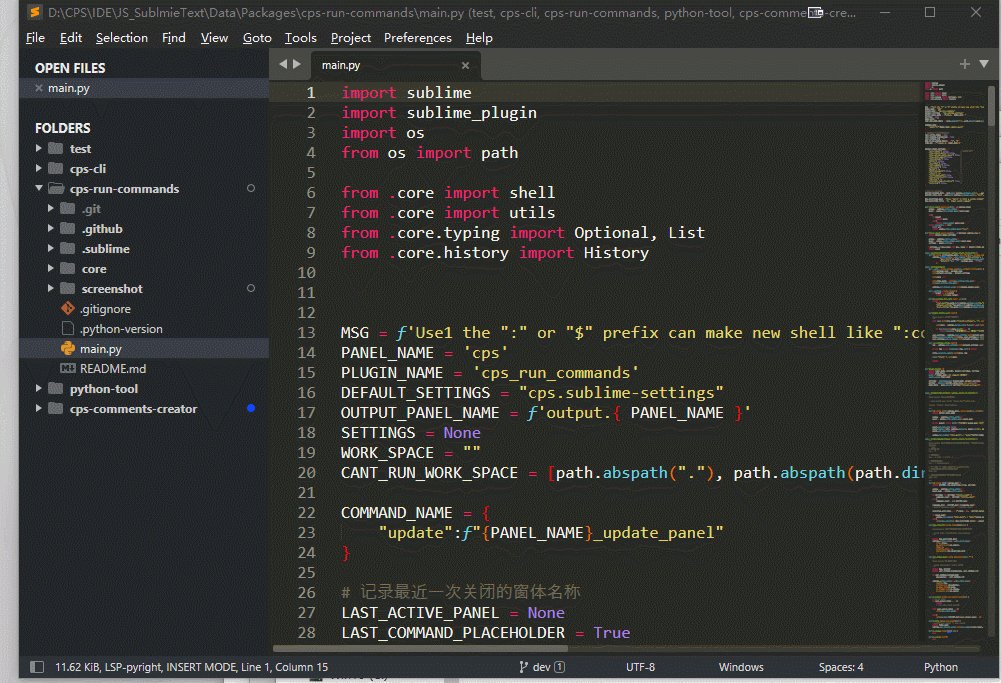 D:\CPS\IDE\JS_SublmieText\Data\Packages\cps-run-commands\main.py (test, cps-cli, cps-run-commands, python-tool, cps-comments-cre...
File Edit Selection Find View Goto Tools Project Preferences Help
OPEN FILES
main.py
FOLDERS
test
cps-cli
cps-run-commands
.git
.github
.sublime
core
screenshot
.gitignore
.python-version
main.py
README.md
python-tool
cps-comments-creator
main.py
1 import sublime
2 import sublime_plugin
3 import os
4 from os import path
5
6 from .core import shell
7 from .core import utils
8 from .core.typing import Optional, List
9 from .core.history import History
10
11
12
13 MSG = f'Use1 the ":" or "$" prefix can make new shell like ":co
14 PANEL_NAME = 'cps'
15 PLUGIN_NAME = 'cps_run_commands'
16 DEFAULT_SETTINGS = "cps.sublime-settings"
17 OUTPUT_PANEL_NAME = f'output.{ PANEL_NAME }'
18 SETTINGS = None
19 WORK_SPACE = ""
20 CANT_RUN_WORK_SPACE = [path.abspath("."), path.abspath(path.dir
21
22 COMMAND_NAME = {
23 "update":f"{PANEL_NAME}_update_panel"
24 }
25
26 # 记录最近一次关闭的窗体名称
27 LAST_ACTIVE_PANEL = None
28 LAST_COMMAND_PLACEHOLDER = True
11.62 KiB, LSP-pyright, INSERT MODE, Line 1, Column 15 dev 1 UTF-8 Windows Spaces: 4 Python